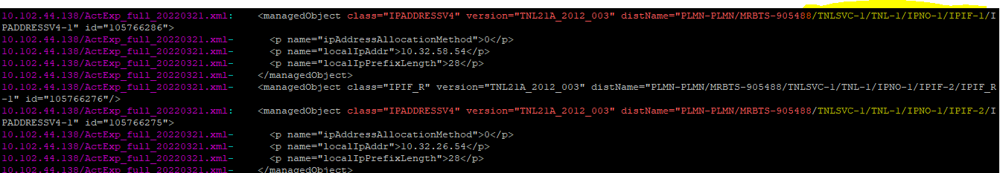 10.102.44.138/ActExp_full_20220321.xml:    <managedObject class="IPADDRESSV4" version="TNL21A_2012_003" distName="PLMN-PLMN/MRBTS-905488/TNLSVC-1/TNL-1/IPNO-1/IPIF-1/I
PADDRESSV4-1" id="105766286">
10.102.44.138/ActExp_full_20220321.xml-      <p name="ipAddressAllocationMethod">0</p>
10.102.44.138/ActExp_full_20220321.xml-      <p name="localIpAddr">10.32.58.54</p>
10.102.44.138/ActExp_full_20220321.xml-      <p name="localIpPrefixLength">28</p>
10.102.44.138/ActExp_full_20220321.xml-    </managedObject>
10.102.44.138/ActExp_full_20220321.xml-    <managedObject class="IPIF_R" version="TNL21A_2012_003" distName="PLMN-PLMN/MRBTS-905488/TNLSVC-1/TNL-1/IPNO-1/IPIF-2/IPIF_R
-1" id="105766276"/>
10.102.44.138/ActExp_full_20220321.xml:    <managedObject class="IPADDRESSV4" version="TNL21A_2012_003" distName="PLMN-PLMN/MRBTS-905488/TNLSVC-1/TNL-1/IPNO-1/IPIF-2/I
PADDRESSV4-1" id="105766275">
10.102.44.138/ActExp_full_20220321.xml-      <p name="ipAddressAllocationMethod">0</p>
10.102.44.138/ActExp_full_20220321.xml-      <p name="localIpAddr">10.32.26.54</p>
10.102.44.138/ActExp_full_20220321.xml-      <p name="localIpPrefixLength">28</p>
10.102.44.138/ActExp_full_20220321.xml-    </managedObject>